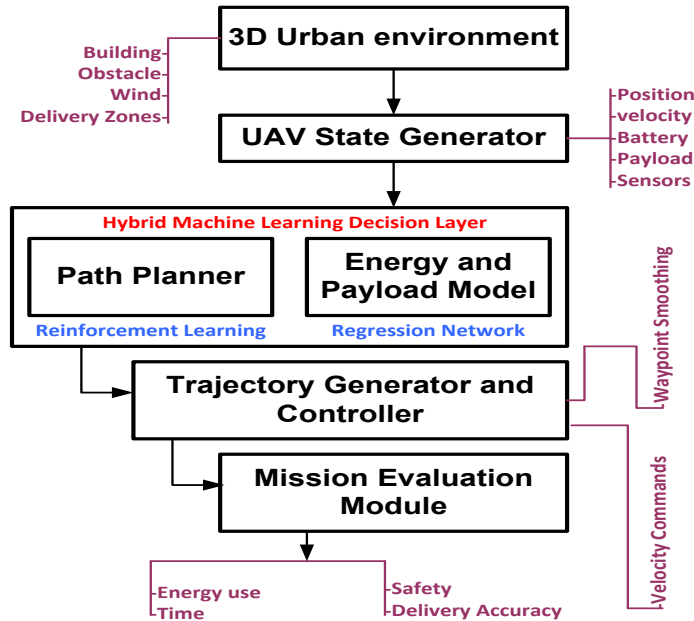 3D Urban environment
Building
Obstacle
Wind
Delivery Zones
UAV State Generator
Position
velocity
Battery
Payload
Sensors
Hybrid Machine Learning Decision Layer
Path Planner
Energy and
Payload Model
Reinforcement Learning
Regression Network
Waypoint Smoothing
Trajectory Generator and
Controller
Velocity Commands
Mission Evaluation
Module
Energy use
Time
Safety
Delivery Accuracy